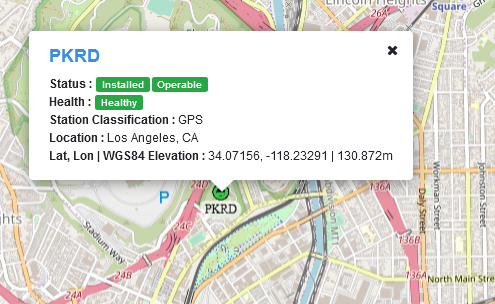 Lincoln Heights
Square
PKRD
✖
Status : Installed Operable
Health : Healthy
Station Classification : GPS
Location : Los Angeles, CA
Lat, Lon | WGS84 Elevation : 34.07156, -118.23291 | 130.872m
24D
136A
P
PKRD
Stadium Way
136B
24C
24A
24B
Daly Street
Workman Street
Johnston Street
North Main Street